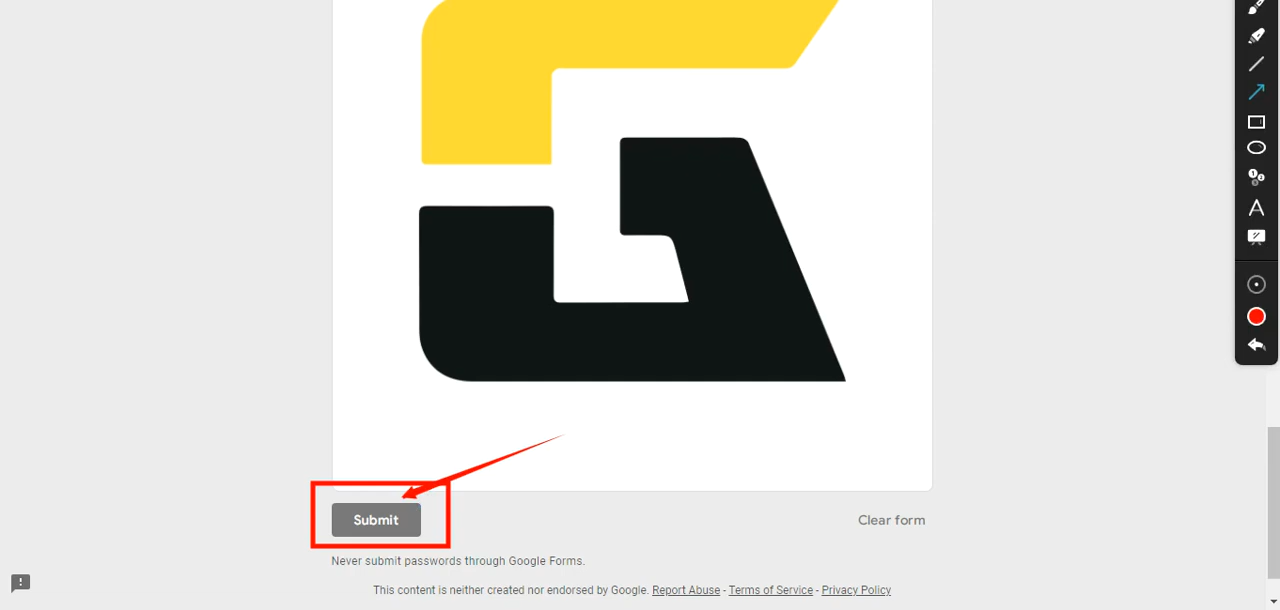 Submit
Clear form
Never submit passwords through Google Forms.
This content is neither created nor endorsed by Google. Report Abuse - Terms of Service - Privacy Policy